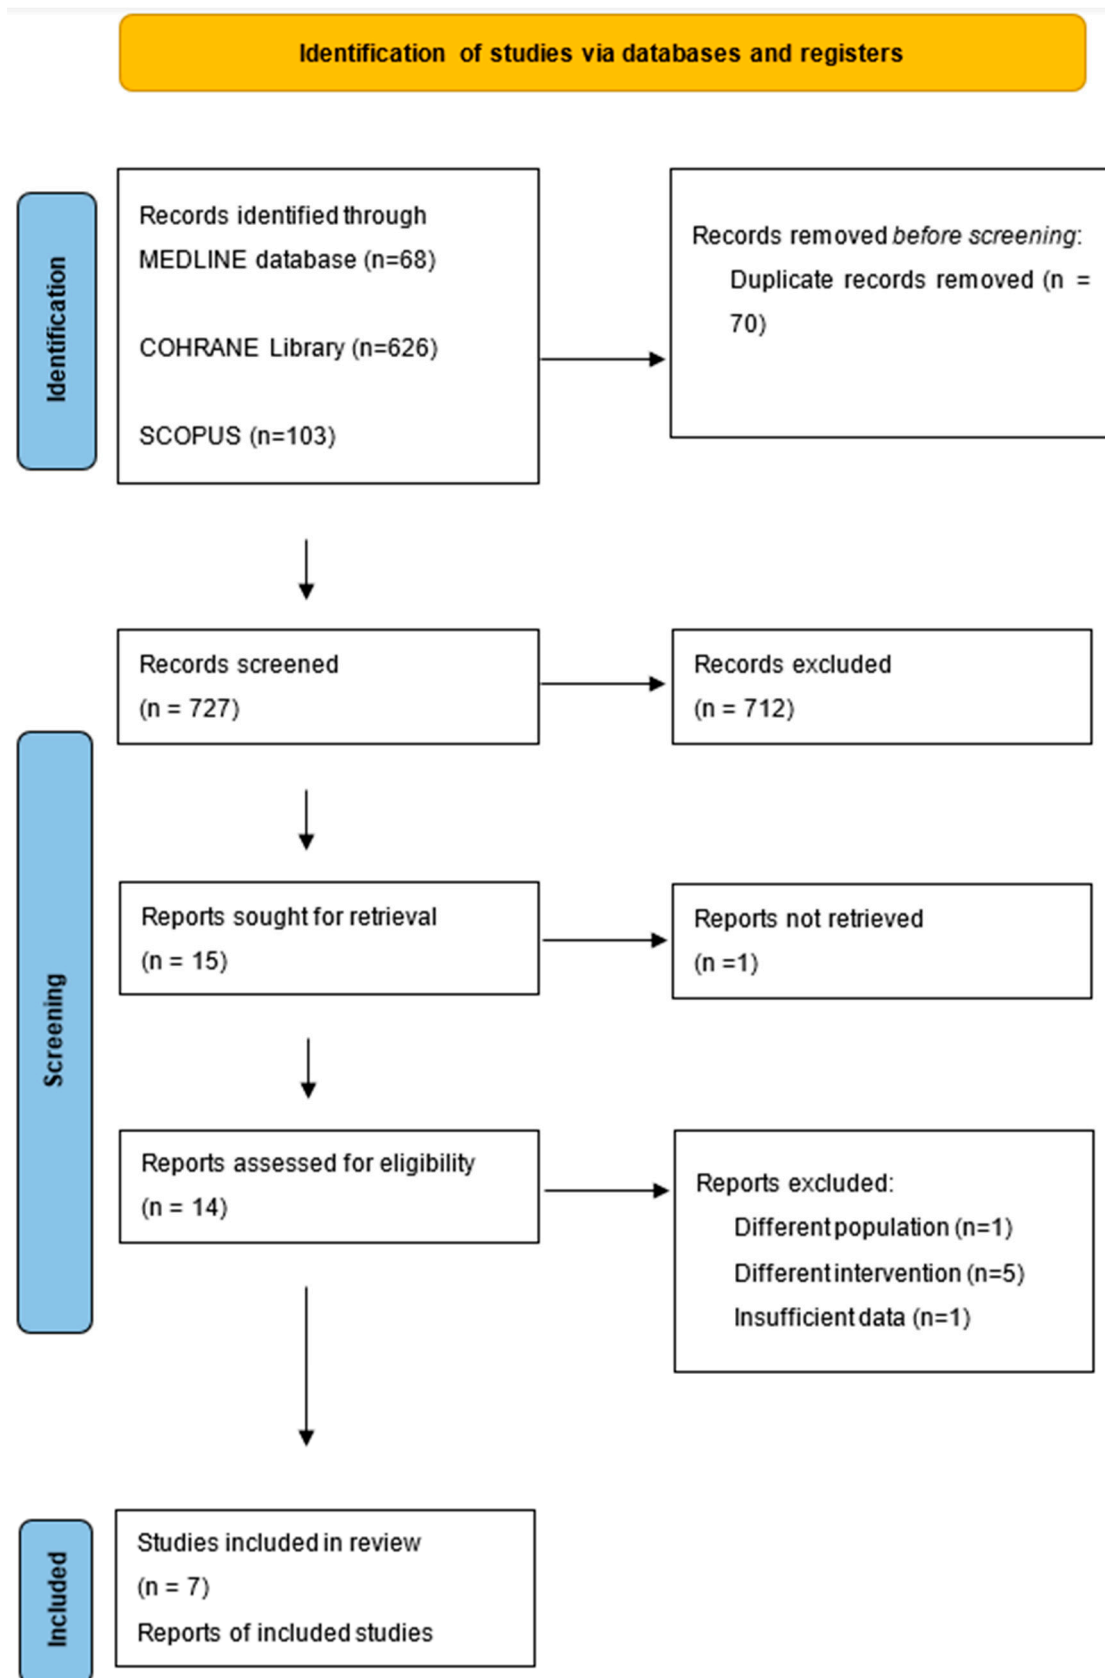 Identification of studies via databases and registers
Identification
Records identified through
MEDLINE database (n=68)
COHRANE Library (n=626)
SCOPUS (n=103)
Records removed before screening:
Duplicate records removed (n =
70)
Screening
Records screened
(n = 727)
Records excluded
(n = 712)
Reports sought for retrieval
(n = 15)
Reports not retrieved
(n =1)
Reports assessed for eligibility
(n = 14)
Reports excluded:
Different population (n=1)
Different intervention (n=5)
Insufficient data (n=1)
Included
Studies included in review
(n = 7)
Reports of included studies